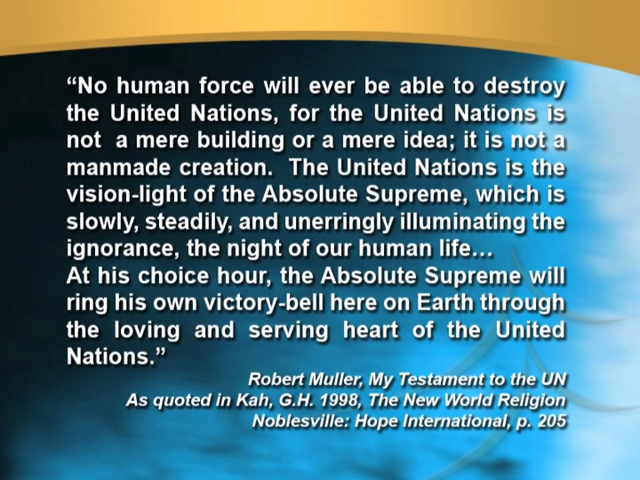 “No human force will ever be able to destroy
the United Nations, for the United Nations is
not a mere building or a mere idea; it is not a
manmade creation. The United Nations is the
vision-light of the Absolute Supreme, which is
slowly, steadily, and unerringly illuminating the
ignorance, the night of our human life…
At his choice hour, the Absolute Supreme will
ring his own victory-bell here on Earth through
the loving and serving heart of the United
Nations.”
Robert Muller, My Testament to the UN
As quoted in Kah, G.H. 1998, The New World Religion
Noblesville: Hope International, p. 205